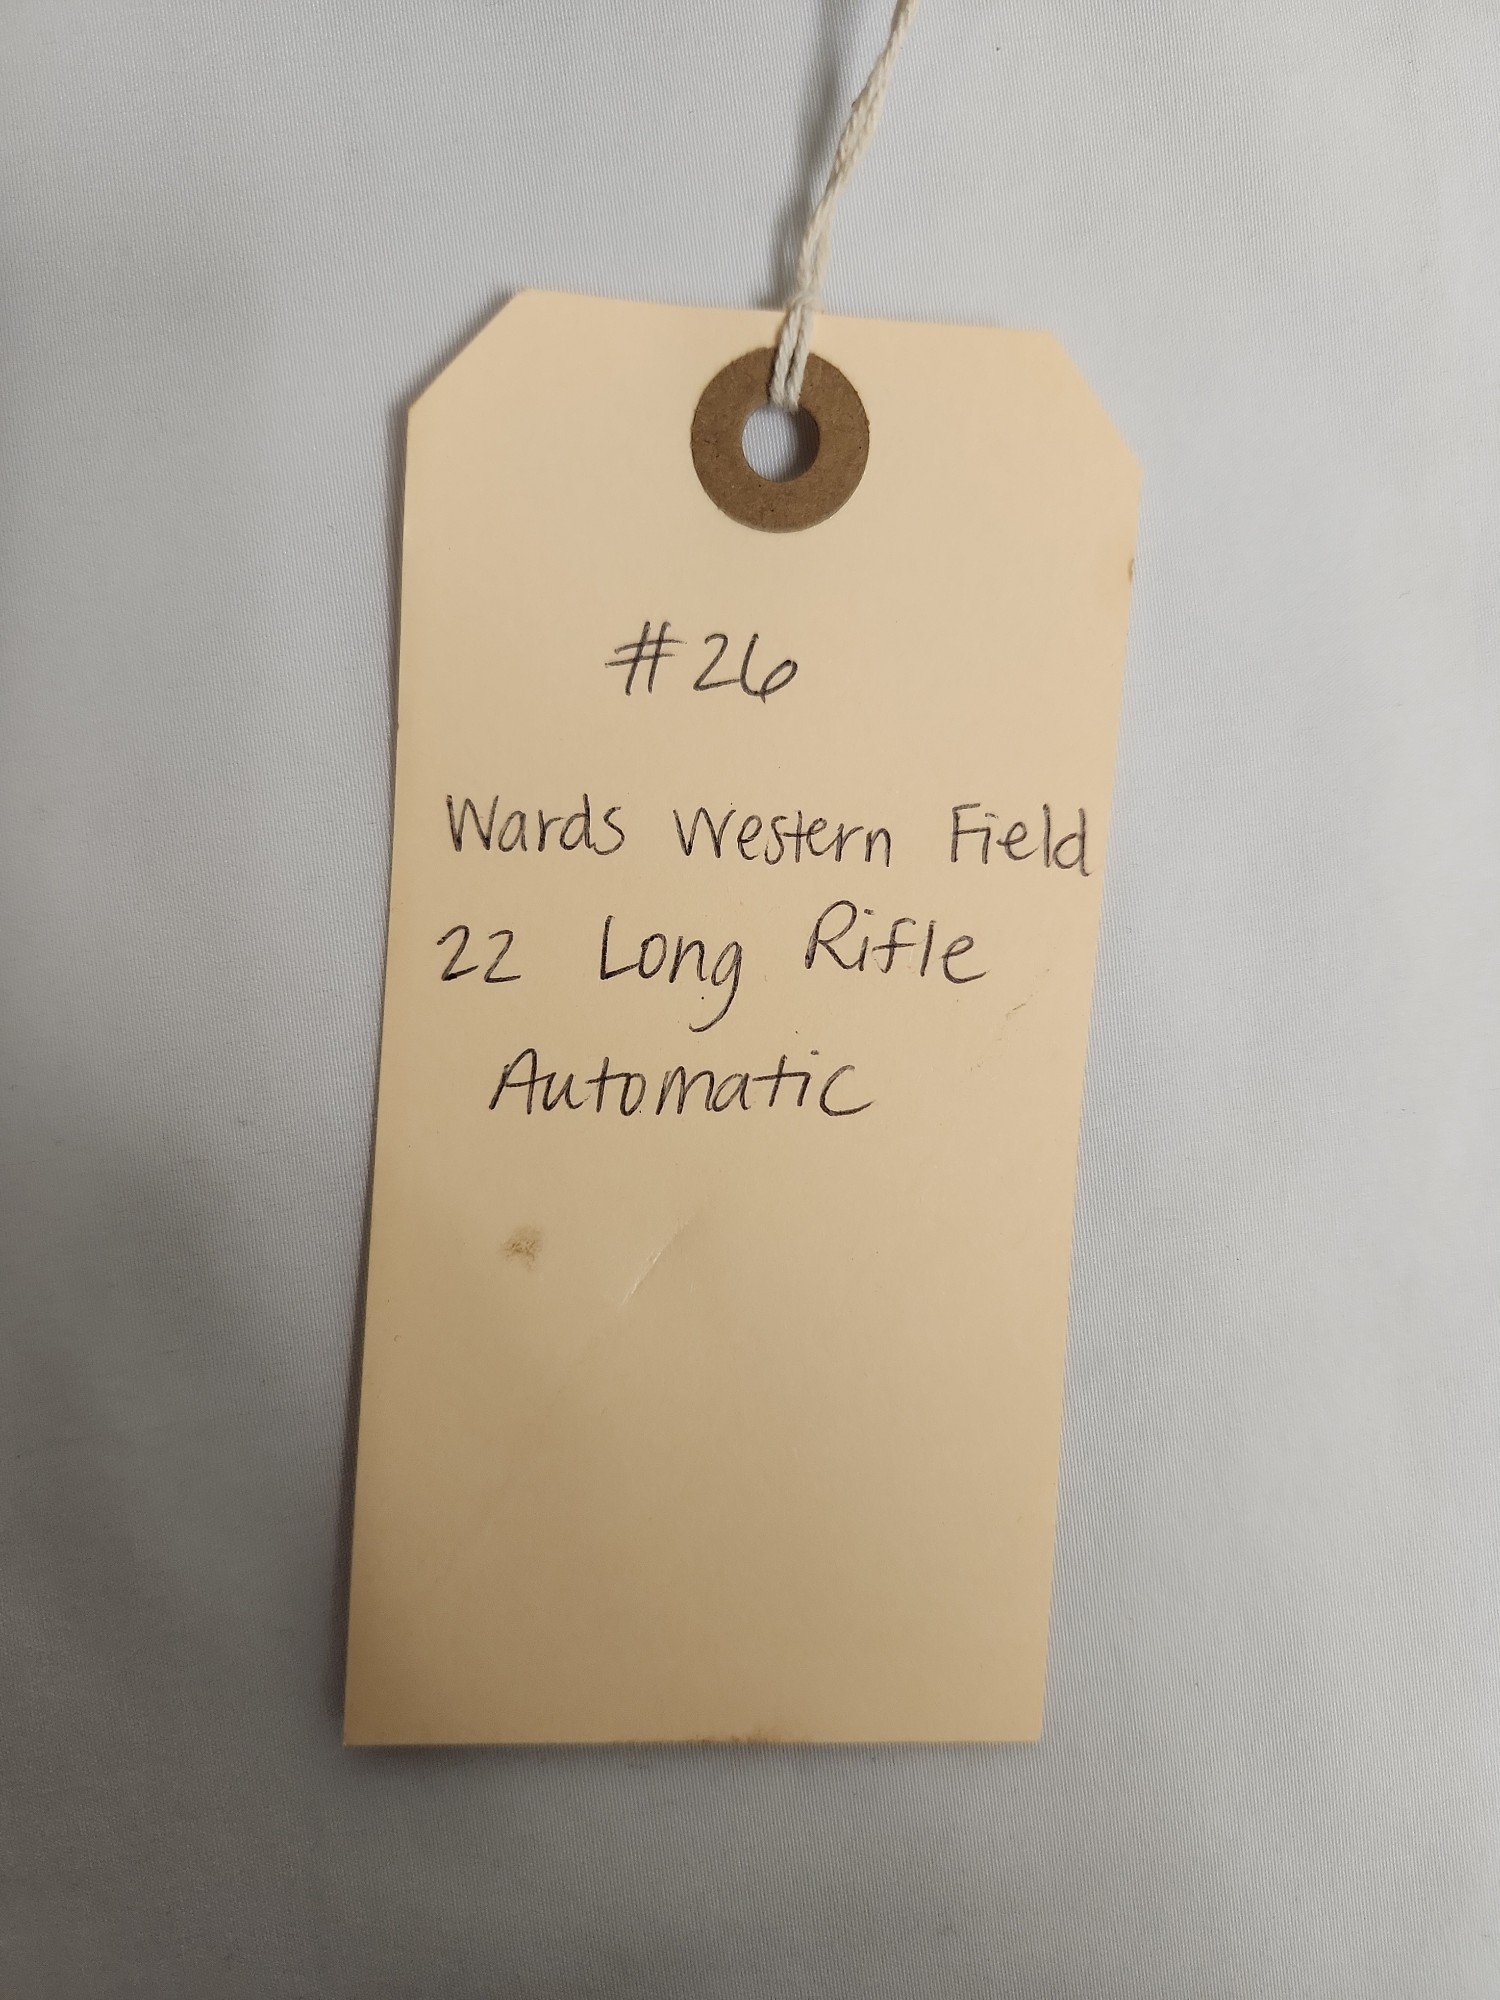 #26
Wards Western Field
22 Long Rifle
Automatic